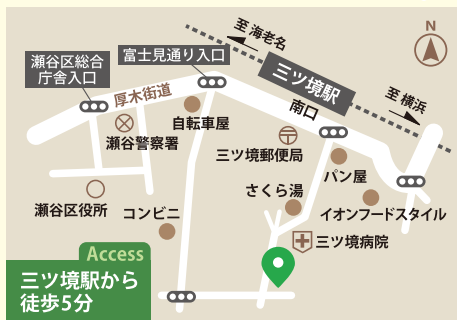 N
至海老名
三ツ境駅
至横浜
富士見通り入口
瀬谷区総合
庁舎入口
厚木街道
南口
自転車屋
瀬谷警察署
三ツ境郵便局
パン屋
さくら湯
瀬谷区役所
コンビニ
イオンフードスタイル
三ツ境病院
Access
三ツ境駅から
徒歩5分